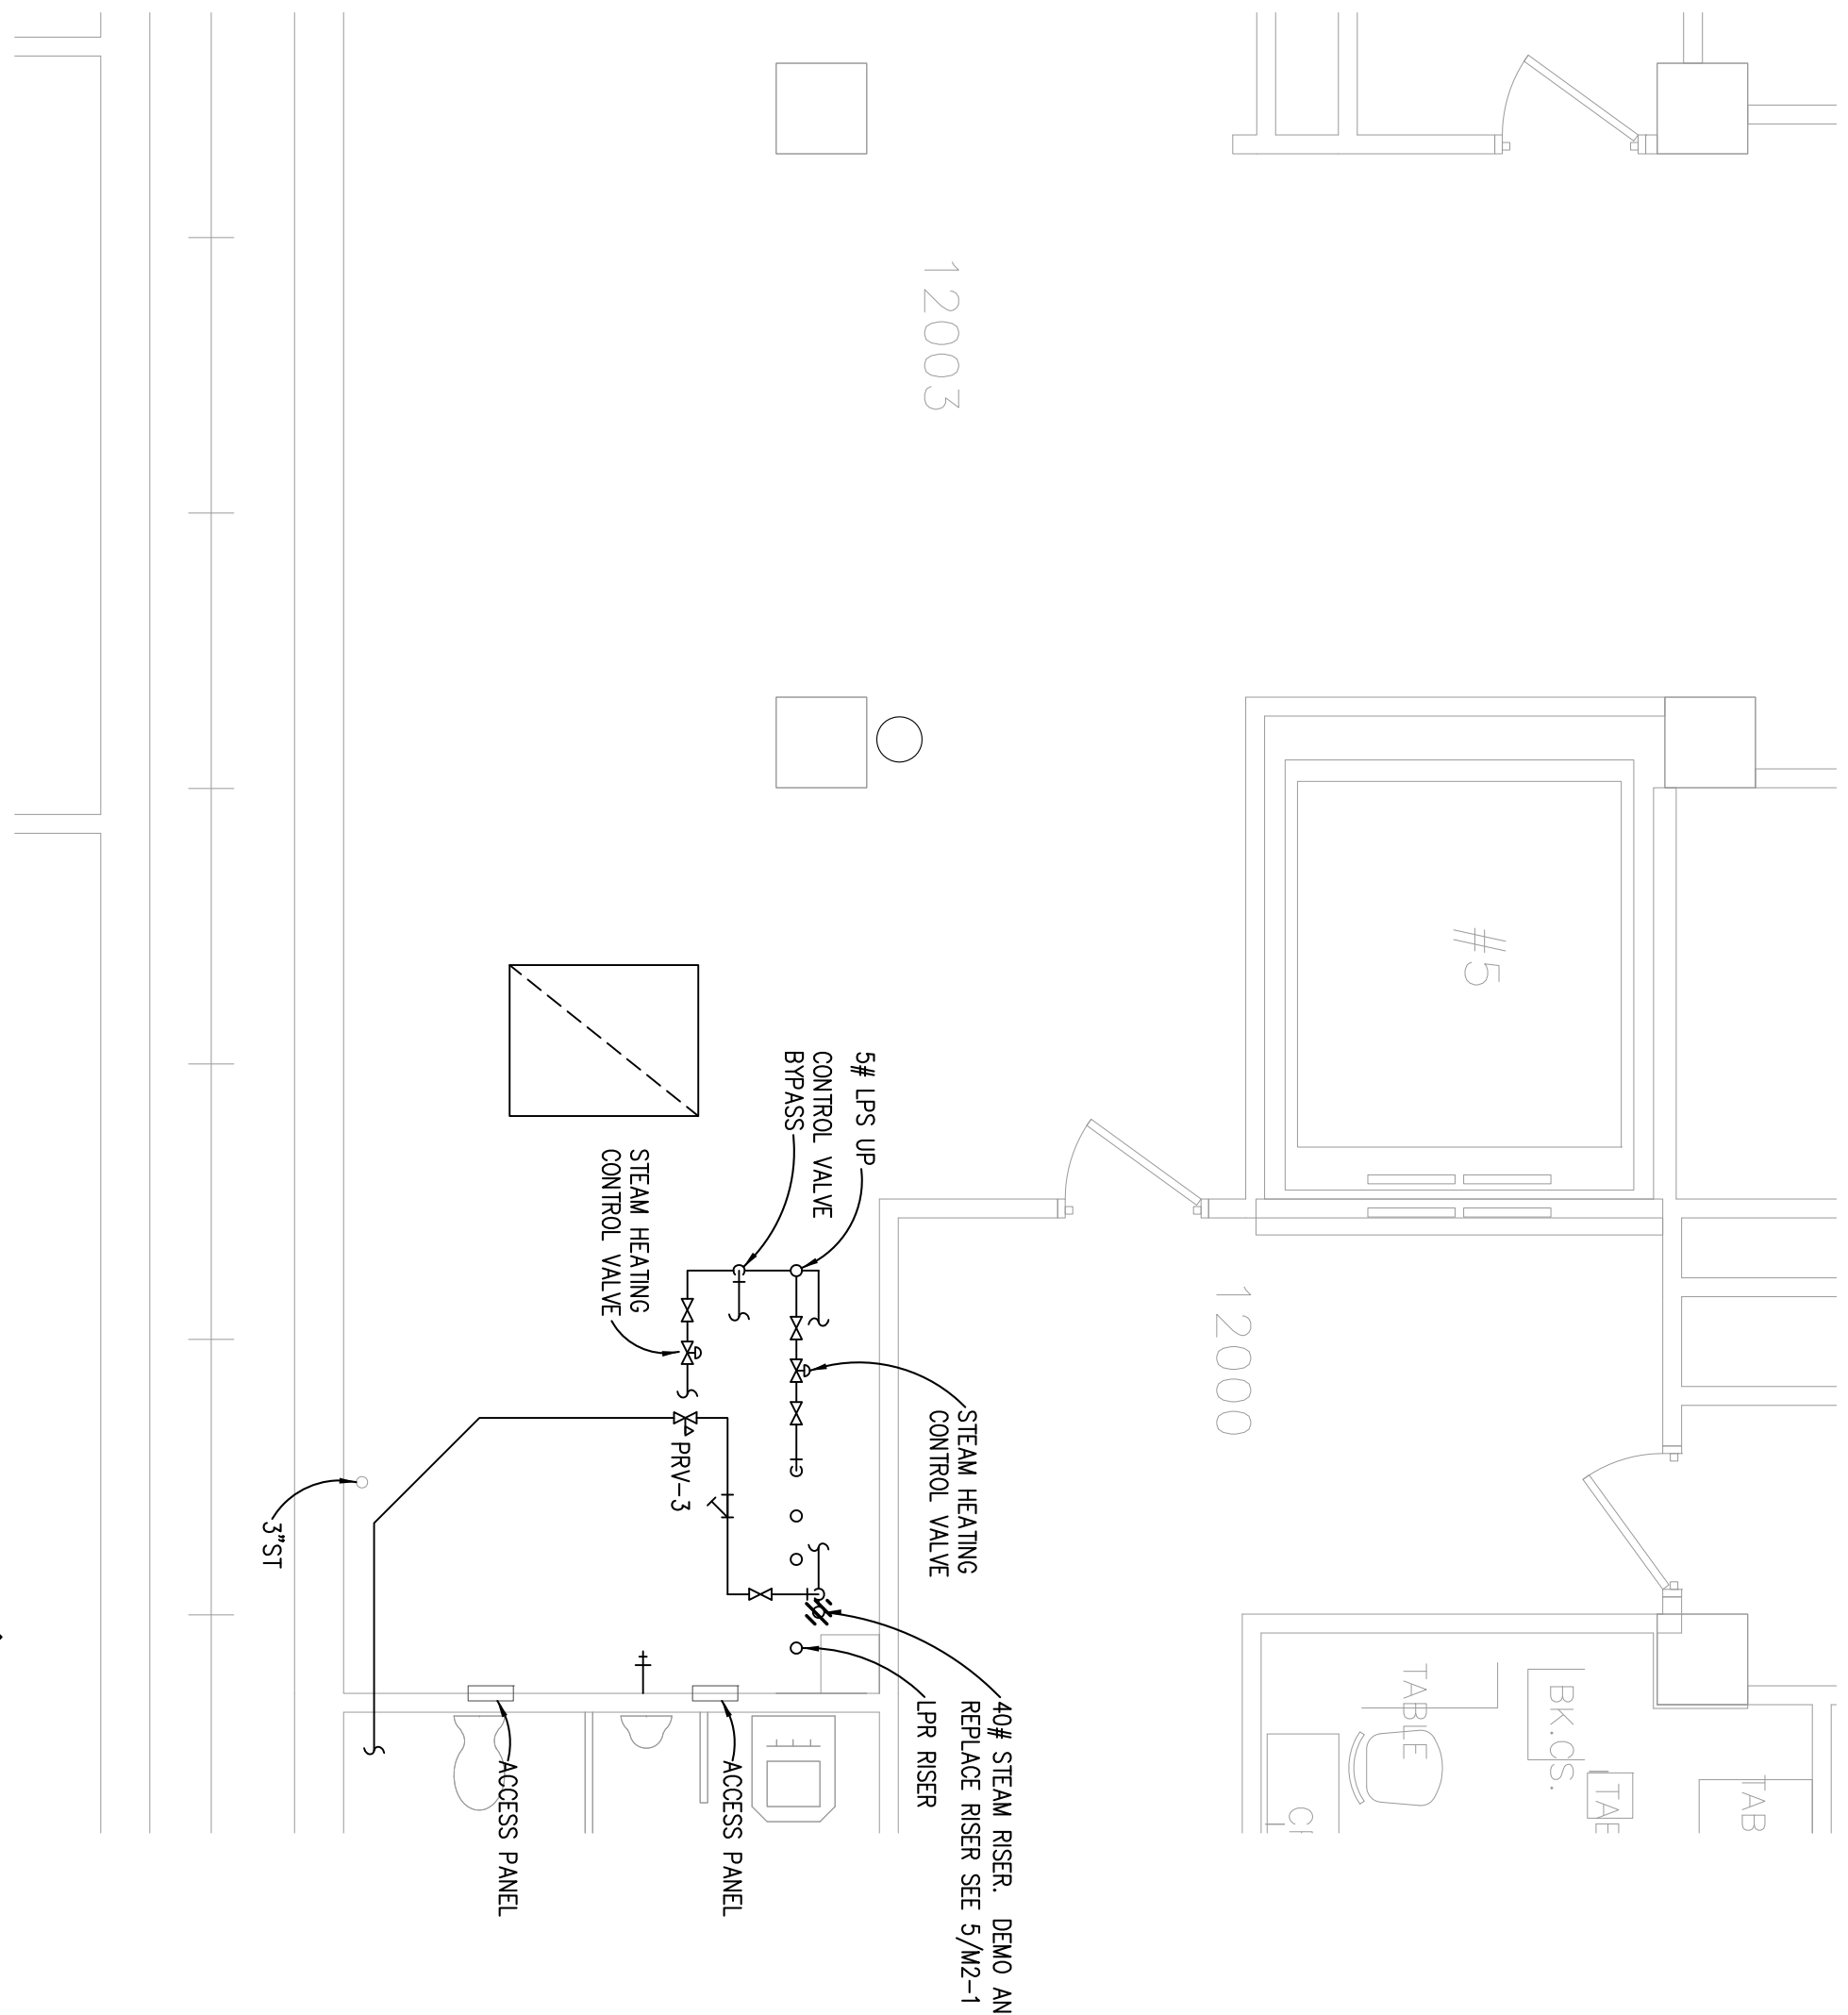 12003
#5
5# LPS UP
CONTROL VALVE
BYPASS
STEAM HEATING
CONTROL VALVE
12000
STEAM HEATING
CONTROL VALVE
PRV-3
3"ST
40# STEAM RISER. DEMO AN
REPLACE RISER SEE 5/M2-1
LPR RISER
ACCESS PANEL
ACCESS PANEL
TABLE
BK.CS.
TAB